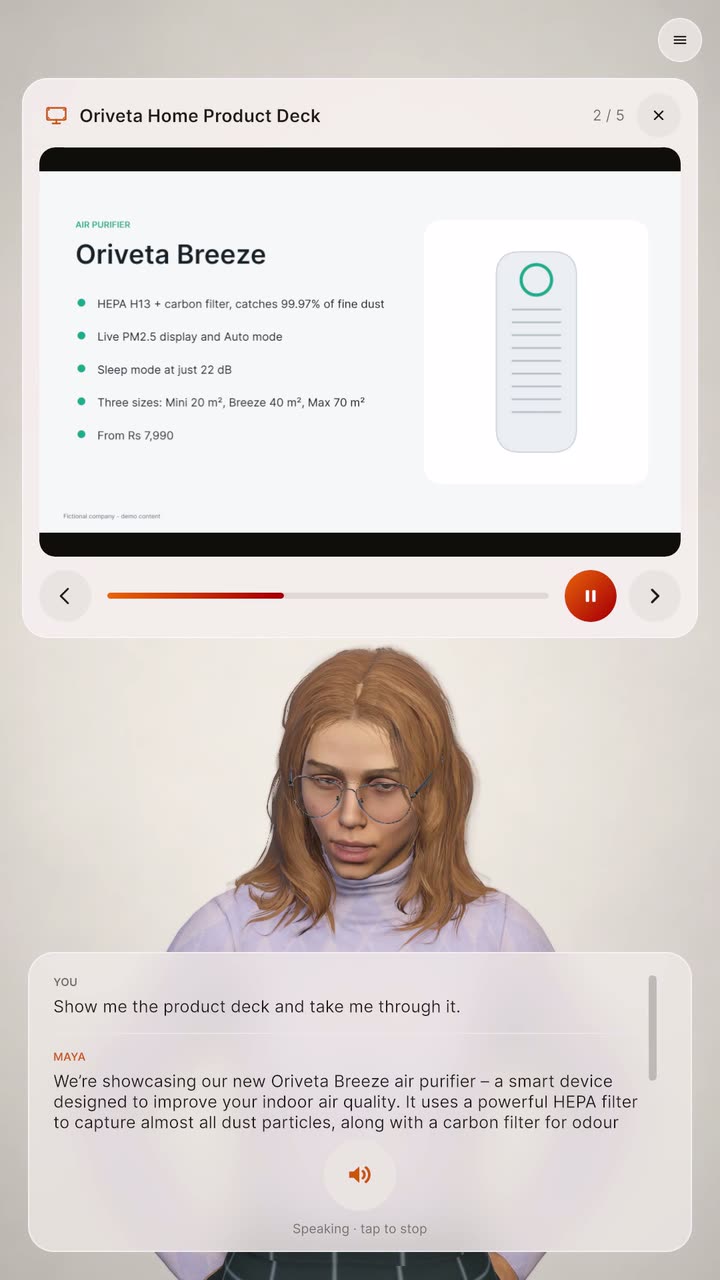 Oriveta Home Product Deck
2 / 5
AIR PURIFIER
Oriveta Breeze
HEPA H13 + carbon filter, catches 99.97% of fine dust
Live PM2.5 display and Auto mode
Sleep mode at just 22 dB
Three sizes: Mini 20 m², Breeze 40 m², Max 70 m²
From Rs 7,990
Fictional company - demo content
YOU
Show me the product deck and take me through it.
MAYA
We’re showcasing our new Oriveta Breeze air purifier – a smart device
designed to improve your indoor air quality. It uses a powerful HEPA filter
to capture almost all dust particles, along with a carbon filter for odour
Speaking · tap to stop